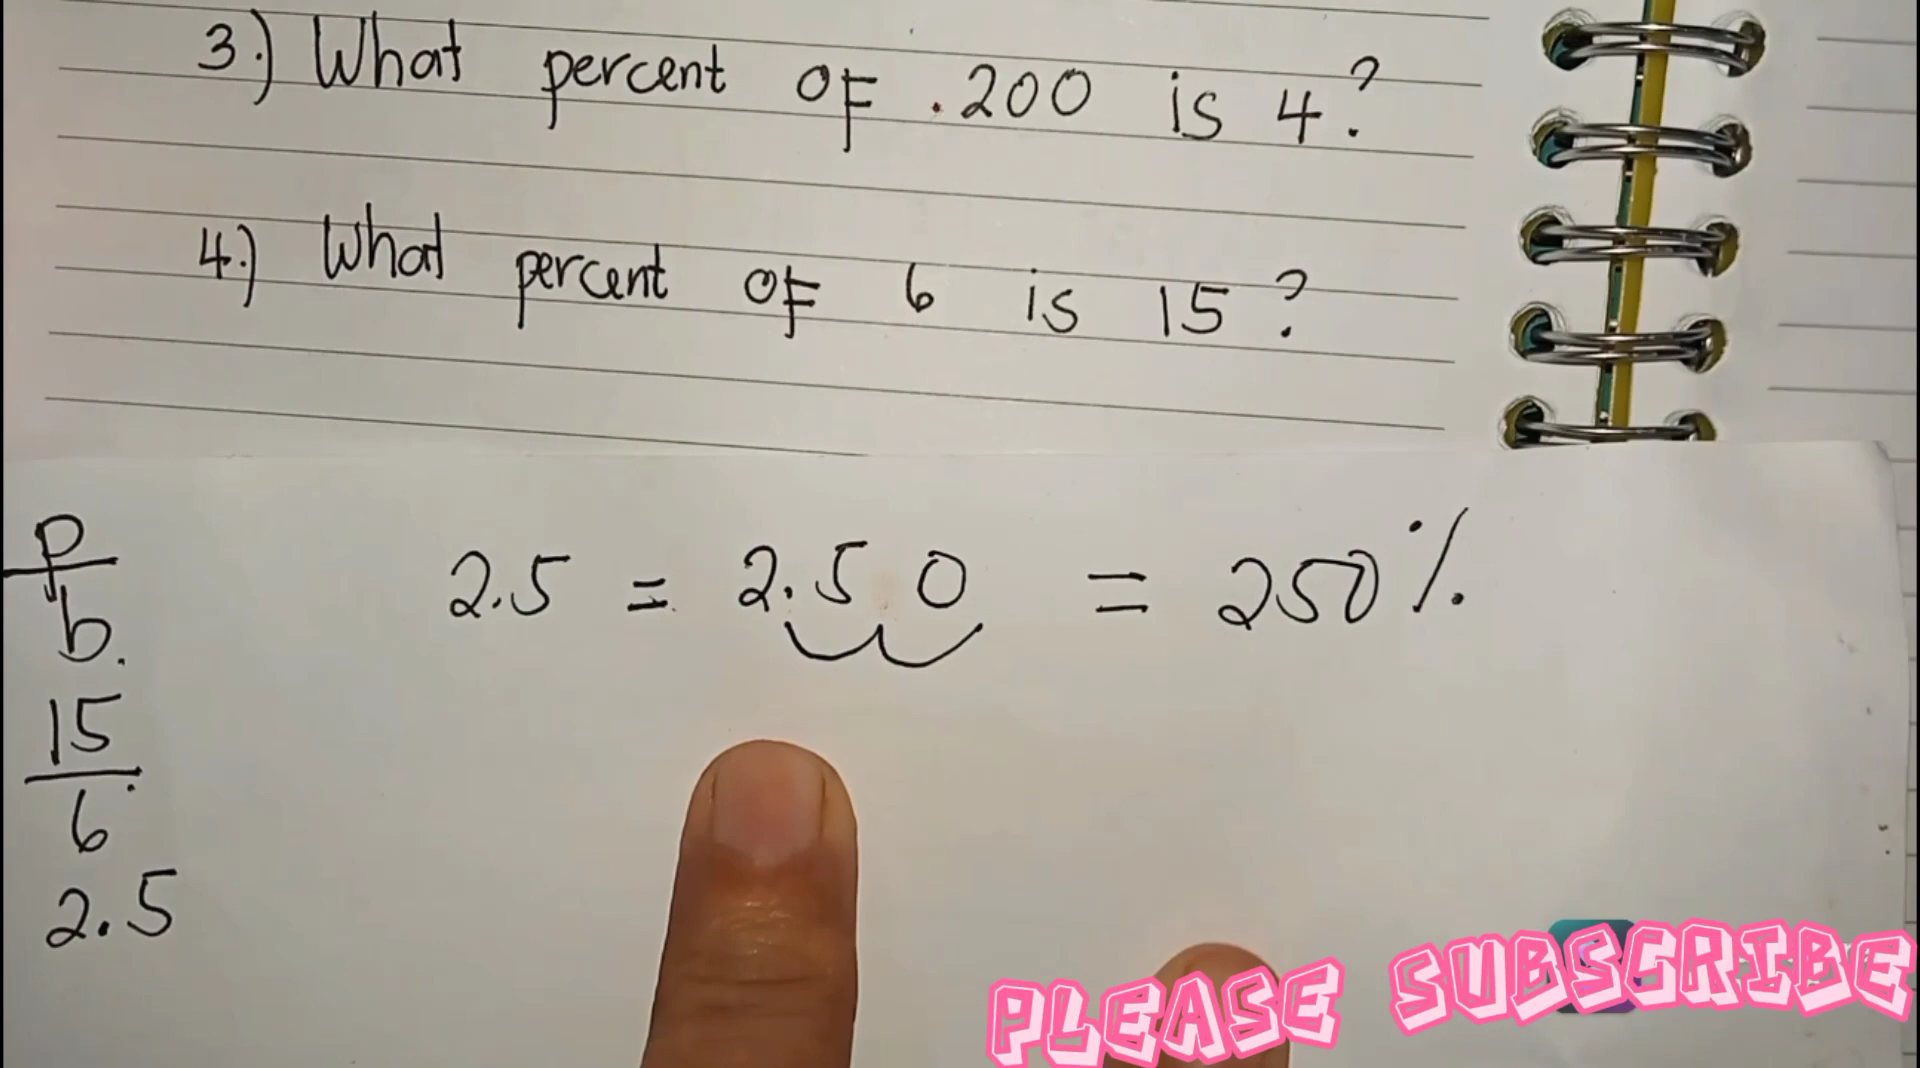 3.) What percent OF .200 is 4?
4.) What percent OF 6 is 15?
P
b.
2.5 = 2.50 = 250%
15
6
2.5
PLEASE SUBSCRIBE